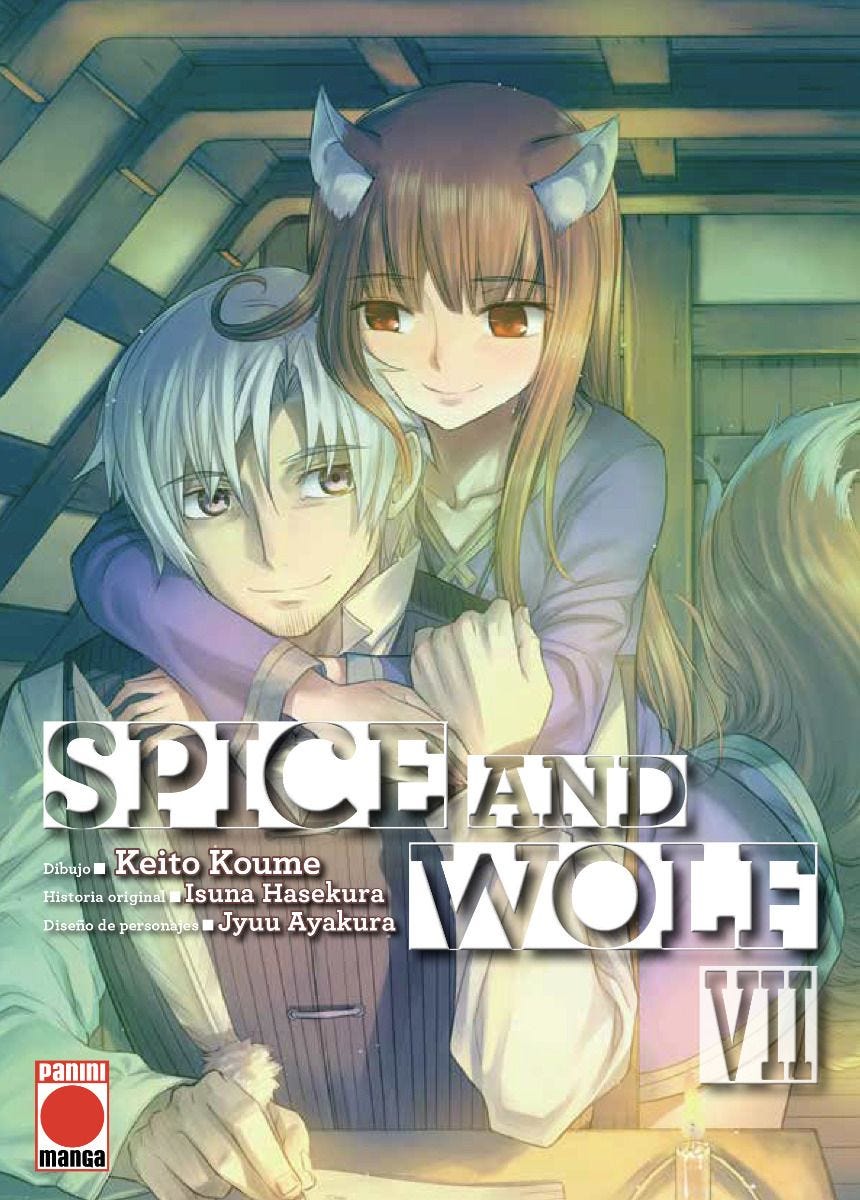 SPICE AND
WOLF
Dibujo ■ Keito Koume
Historia original ■ Isuna Hasekura
Diseño de personajes ■ Jyuu Ayakura
VII
PANINI
manga